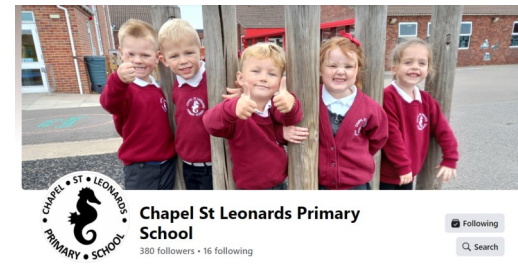 CHAPEL • ST • LEONARDS
PRIMARY • SCHOOL
Chapel St Leonards Primary
School
380 followers • 16 following
Following
Search